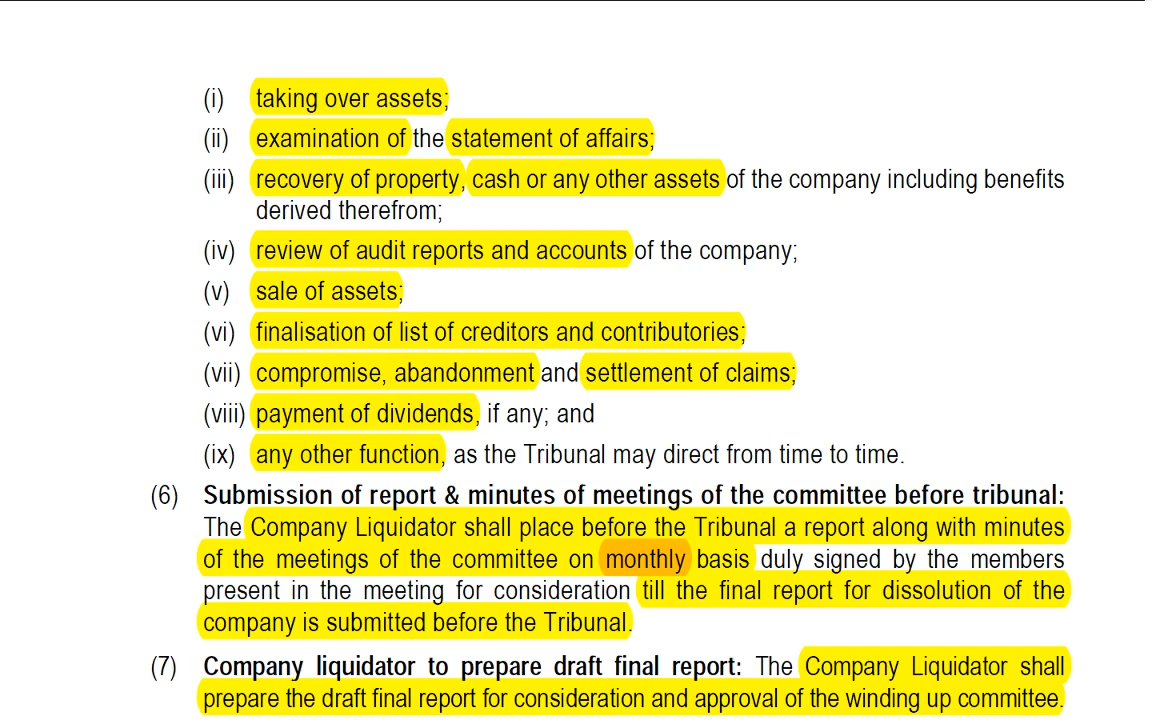 (i) taking over assets;
(ii) examination of the statement of affairs;
(iii) recovery of property, cash or any other assets of the company including benefits
derived therefrom;
(iv) review of audit reports and accounts of the company;
(v) sale of assets;
(vi) finalisation of list of creditors and contributories;
(vii) compromise, abandonment and settlement of claims;
(viii) payment of dividends, if any; and
(ix) any other function, as the Tribunal may direct from time to time.
(6) Submission of report & minutes of meetings of the committee before tribunal:
The Company Liquidator shall place before the Tribunal a report along with minutes
of the meetings of the committee on monthly basis duly signed by the members
present in the meeting for consideration till the final report for dissolution of the
company is submitted before the Tribunal.
(7) Company liquidator to prepare draft final report: The Company Liquidator shall
prepare the draft final report for consideration and approval of the winding up committee.